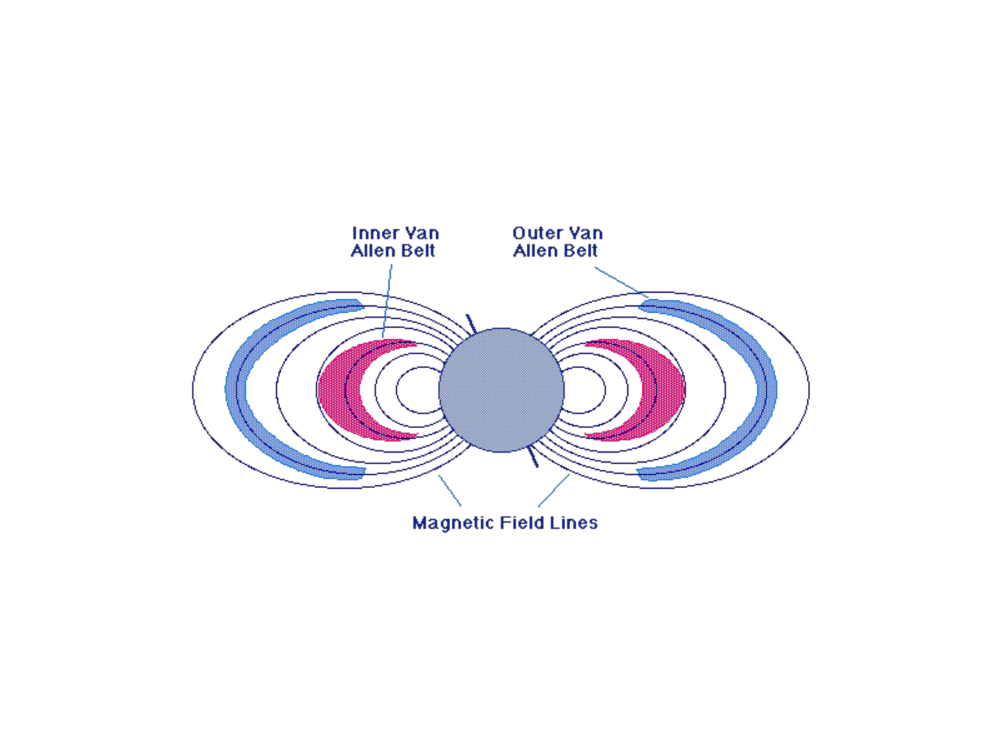 Inner Van
Allen Belt
Outer Van
Allen Belt
Magnetic Field Lines